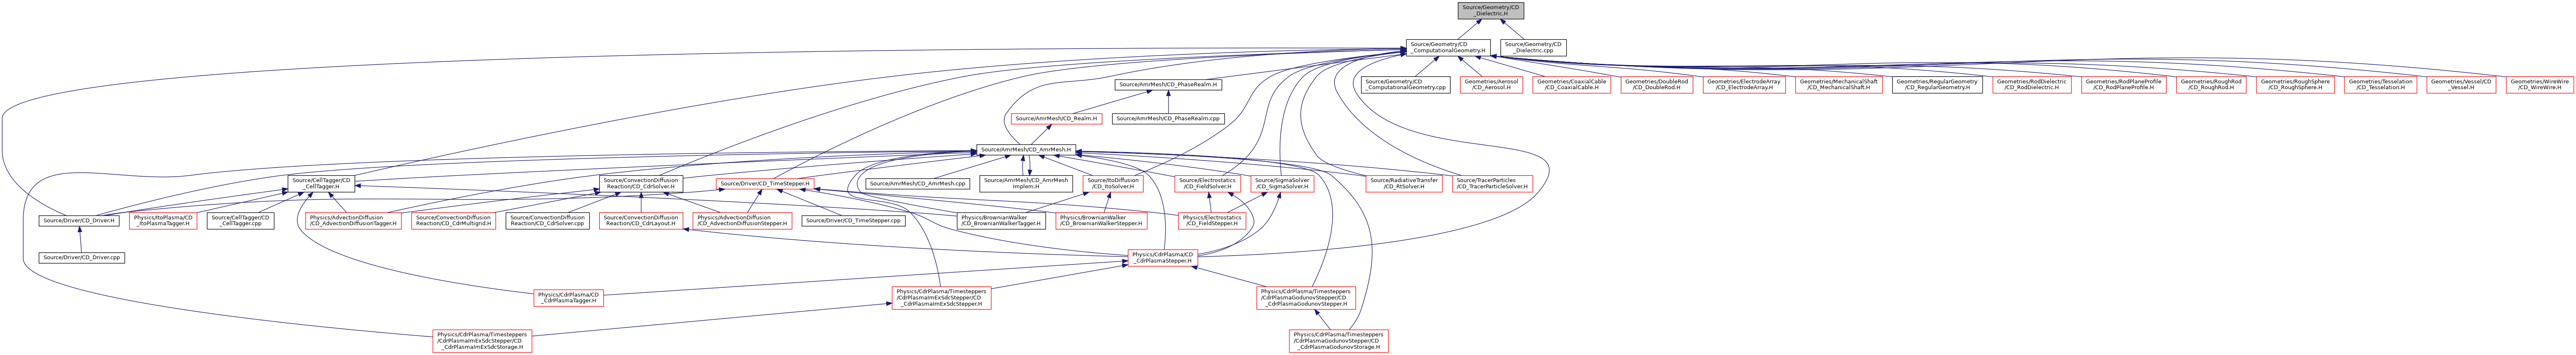 Source/Geometry/CD
_Dielectric.H
Source/Geometry/CD
_ComputationalGeometry.H
Source/Geometry/CD
_Dielectric.cpp
Source/AmrMesh/CD_PhaseRealm.H
Source/Geometry/CD
_ComputationalGeometry.cpp
Geometries/Aerosol
/CD_Aerosol.H
Geometries/CoaxialCable
/CD_CoaxialCable.H
Geometries/DoubleRod
/CD_DoubleRod.H
Geometries/ElectrodeArray
/CD_ElectrodeArray.H
Geometries/MechanicalShaft
/CD_MechanicalShaft.H
Geometries/RegularGeometry
/CD_RegularGeometry.H
Geometries/RodDielectric
/CD_RodDielectric.H
Geometries/RodPlaneProfile
/CD_RodPlaneProfile.H
Geometries/RoughRod
/CD_RoughRod.H
Geometries/RoughSphere
/CD_RoughSphere.H
Geometries/Tesselation
/CD_Tesselation.H
Geometries/Vessel/CD
_Vessel.H
Geometries/WireWire
/CD_WireWire.H
Source/AmrMesh/CD_Realm.H
Source/AmrMesh/CD_PhaseRealm.cpp
Source/AmrMesh/CD_AmrMesh.H
Source/CellTagger/CD
_CellTagger.H
Source/ConvectionDiffusion
Reaction/CD_CdrSolver.H
Source/Driver/CD_TimeStepper.H
Source/AmrMesh/CD_AmrMesh.cpp
Source/AmrMesh/CD_AmrMesh
Implem.H
Source/ItoDiffusion
/CD_ItoSolver.H
Source/Electrostatics
/CD_FieldSolver.H
Source/SigmaSolver
/CD_SigmaSolver.H
Source/RadiativeTransfer
/CD_RtSolver.H
Source/TracerParticles
/CD_TracerParticleSolver.H
Source/Driver/CD_Driver.H
Physics/ItoPlasma/CD
_ItoPlasmaTagger.H
Source/CellTagger/CD
_CellTagger.cpp
Physics/AdvectionDiffusion
/CD_AdvectionDiffusionTagger.H
Source/ConvectionDiffusion
Reaction/CD_CdrMultigrid.H
Source/ConvectionDiffusion
Reaction/CD_CdrSolver.cpp
Source/ConvectionDiffusion
Reaction/CD_CdrLayout.H
Physics/AdvectionDiffusion
/CD_AdvectionDiffusionStepper.H
Source/Driver/CD_TimeStepper.cpp
Physics/BrownianWalker
/CD_BrownianWalkerTagger.H
Physics/BrownianWalker
/CD_BrownianWalkerStepper.H
Physics/Electrostatics
/CD_FieldStepper.H
Source/Driver/CD_Driver.cpp
Physics/CdrPlasma/CD
_CdrPlasmaStepper.H
Physics/CdrPlasma/CD
_CdrPlasmaTagger.H
Physics/CdrPlasma/Timesteppers
/CdrPlasmaImExSdcStepper/CD
_CdrPlasmaImExSdcStepper.H
Physics/CdrPlasma/Timesteppers
/CdrPlasmaGodunovStepper/CD
_CdrPlasmaGodunovStepper.H
Physics/CdrPlasma/Timesteppers
/CdrPlasmaImExSdcStepper/CD
_CdrPlasmaImExSdcStorage.H
Physics/CdrPlasma/Timesteppers
/CdrPlasmaGodunovStepper/CD
_CdrPlasmaGodunovStorage.H